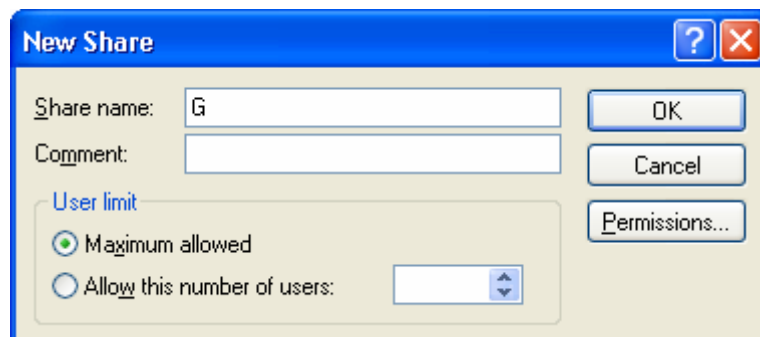 New Share
Share name: G
OK
Comment:
Cancel
User limit
Permissions...
Maximum allowed
Allow this number of users: